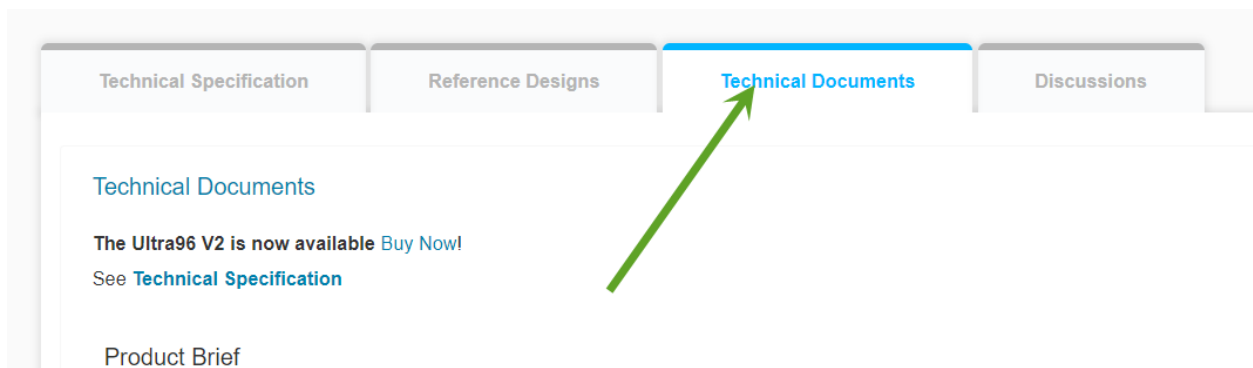 Technical Specification
Reference Designs
Technical Documents
Discussions
Technical Documents
The Ultra96 V2 is now available Buy Now!
See Technical Specification
Product Brief